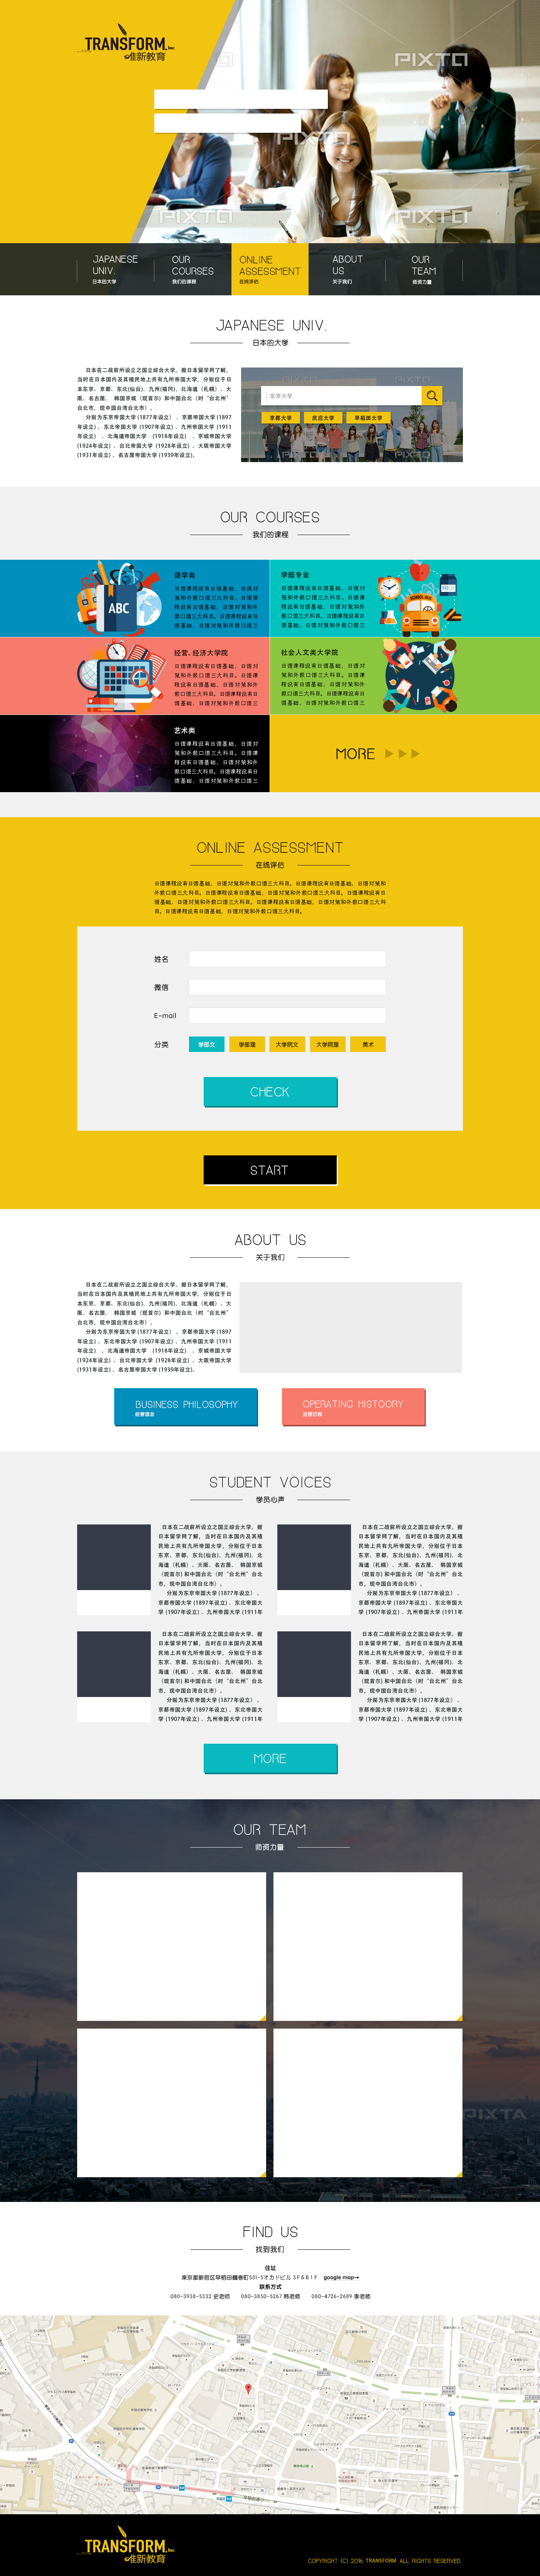 TRANSFORM.Inc
唯新教育
JAPANESE UNIV.
日本的大学
OUR COURSES
我们的课程
ONLINE ASSESSMENT
在线评估
ABOUT US
关于我们
OUR TEAM
师资力量
JAPANESE UNIV.
日本的大学
日本在二战前所设立之国立综合大学，据日本留学网了解，
当时在日本国内及其殖民地上共有九所帝国大学，分别位于日
本东京、京都、东北(仙台)、九州(福冈)、北海道（札幌）、大
阪、名古屋、 韩国京城（现首尔) 和中国台北（时“台北州”
台北市，现中国台湾台北市）。
分别为东京帝国大学 (1877年设立） 、京都帝国大学 (1897
年设立）、东北帝国大学 (1907年设立) 、九州帝国大学 (1911
年设立） 、北海道帝国大学 （1918年设立） 、京城帝国大学
(1924年设立) 、台北帝国大学 (1928年设立) 、大阪帝国大学
(1931年设立) 、名古屋帝国大学 (1939年设立)。
东京大学
京都大学
庆应大学
早稻田大学
OUR COURSES
我们的课程
ABC
语学类
日语课程设有日语基础、日语对
策和外教口语三大科目。日语课
程设有日语基础、日语对策和外
教口语三大科目。日语课程设有日
语基础、日语对策和外教口语三
SCHOOL BUS
学部专业
日语课程设有日语基础、日语对
策和外教口语三大科目。日语课
程设有日语基础、日语对策和外
教口语三大科目。日语课程设有日
语基础、日语对策和外教口语三
经营，经济大学院
日语课程设有日语基础、日语对
策和外教口语三大科目。日语课
程设有日语基础、日语对策和外
教口语三大科目。日语课程设有日
语基础、日语对策和外教口语三
社会人文类大学院
日语课程设有日语基础、日语对
策和外教口语三大科目。日语课
程设有日语基础、日语对策和外
教口语三大科目。日语课程设有日
语基础、日语对策和外教口语三
艺术类
日语课程设有日语基础、日语对
策和外教口语三大科目。日语课
程设有日语基础、日语对策和外
教口语三大科目。日语课程设有日
语基础、日语对策和外教口语三
MORE
ONLINE ASSESSMENT
在线评估
日语课程设有日语基础、日语对策和外教口语三大科目。日语课程设有日语基础、日语对策和
外教口语三大科目。日语课程设有日语基础、日语对策和外教口语三大科目。日语课程设有日
语基础、日语对策和外教口语三大科目。日语课程设有日语基础、日语对策和外教口语三大科
目。日语课程设有日语基础、日语对策和外教口语三大科目。
姓名
微信
E-mail
分类
学部文
学部理
大学院文
大学院理
美术
CHECK
START
ABOUT US
关于我们
日本在二战前所设立之国立综合大学，据日本留学网了解，
当时在日本国内及其殖民地上共有九所帝国大学，分别位于日
本东京、京都、东北(仙台)、九州(福冈)、北海道（札幌）、大
阪、名古屋、 韩国京城（现首尔) 和中国台北（时“台北州”
台北市，现中国台湾台北市）。
分别为东京帝国大学 (1877年设立） 、京都帝国大学 (1897
年设立）、东北帝国大学 (1907年设立) 、九州帝国大学 (1911
年设立） 、北海道帝国大学 （1918年设立） 、京城帝国大学
(1924年设立) 、台北帝国大学 (1928年设立) 、大阪帝国大学
(1931年设立) 、名古屋帝国大学 (1939年设立)。
BUSINESS PHILOSOPHY
经营理念
OPERATING HISTOORY
经营历程
STUDENT VOICES
学员心声
日本在二战前所设立之国立综合大学，据
日本留学网了解，当时在日本国内及其殖
民地上共有九所帝国大学，分别位于日本
东京、京都、东北(仙台)、九州(福冈)、北
海道（札幌）、大阪、名古屋、 韩国京城
（现首尔) 和中国台北（时“台北州”台北
市，现中国台湾台北市）。
分别为东京帝国大学 (1877年设立） 、
京都帝国大学 (1897年设立）、东北帝国大
学 (1907年设立) 、九州帝国大学 (1911年
日本在二战前所设立之国立综合大学，据
日本留学网了解，当时在日本国内及其殖
民地上共有九所帝国大学，分别位于日本
东京、京都、东北(仙台)、九州(福冈)、北
海道（札幌）、大阪、名古屋、 韩国京城
（现首尔) 和中国台北（时“台北州”台北
市，现中国台湾台北市）。
分别为东京帝国大学 (1877年设立） 、
京都帝国大学 (1897年设立）、东北帝国大
学 (1907年设立) 、九州帝国大学 (1911年
日本在二战前所设立之国立综合大学，据
日本留学网了解，当时在日本国内及其殖
民地上共有九所帝国大学，分别位于日本
东京、京都、东北(仙台)、九州(福冈)、北
海道（札幌）、大阪、名古屋、 韩国京城
（现首尔) 和中国台北（时“台北州”台北
市，现中国台湾台北市）。
分别为东京帝国大学 (1877年设立） 、
京都帝国大学 (1897年设立）、东北帝国大
学 (1907年设立) 、九州帝国大学 (1911年
日本在二战前所设立之国立综合大学，据
日本留学网了解，当时在日本国内及其殖
民地上共有九所帝国大学，分别位于日本
东京、京都、东北(仙台)、九州(福冈)、北
海道（札幌）、大阪、名古屋、 韩国京城
（现首尔) 和中国台北（时“台北州”台北
市，现中国台湾台北市）。
分别为东京帝国大学 (1877年设立） 、
京都帝国大学 (1897年设立）、东北帝国大
学 (1907年设立) 、九州帝国大学 (1911年
MORE
OUR TEAM
师资力量
PIXTA
FIND US
找到我们
住址
東京都新宿区早稲田鶴巻町531-5オカドビル 3F&B1F google map→
联系方式
080-3938-5332 史老师 080-3850-5267 韩老师 080-4726-2689 李老师
TRANSFORM.Inc
唯新教育
COPYRIGHT (C) 2016 TRANSFORM ALL RIGHTS RESERVED.